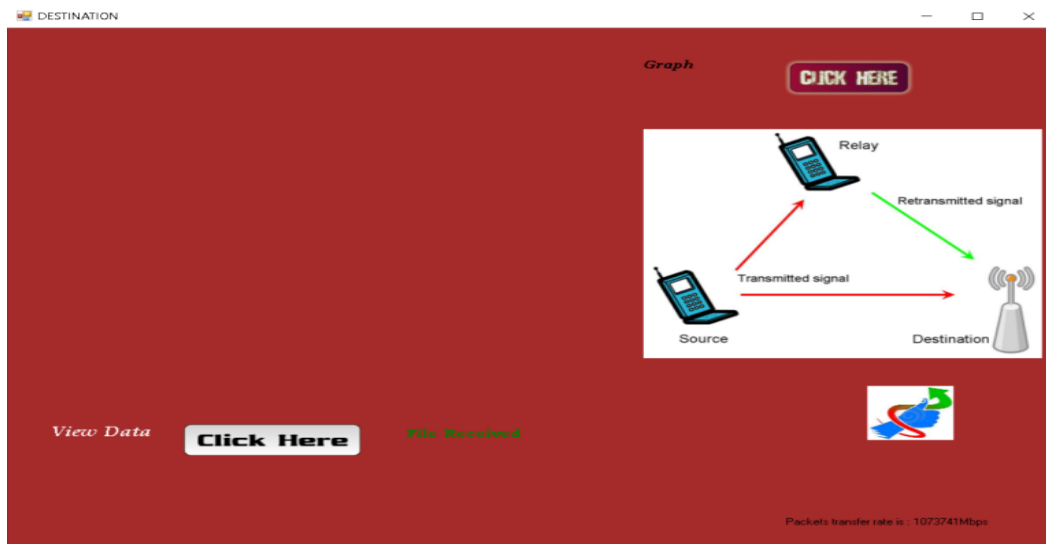 DESTINATION
Graph
CLICK HERE
Relay
Retransmitted signal
Transmitted signal
Source
Destination
View Data
Click Here
File Received
Packets transfer rate is : 1073741Mbps